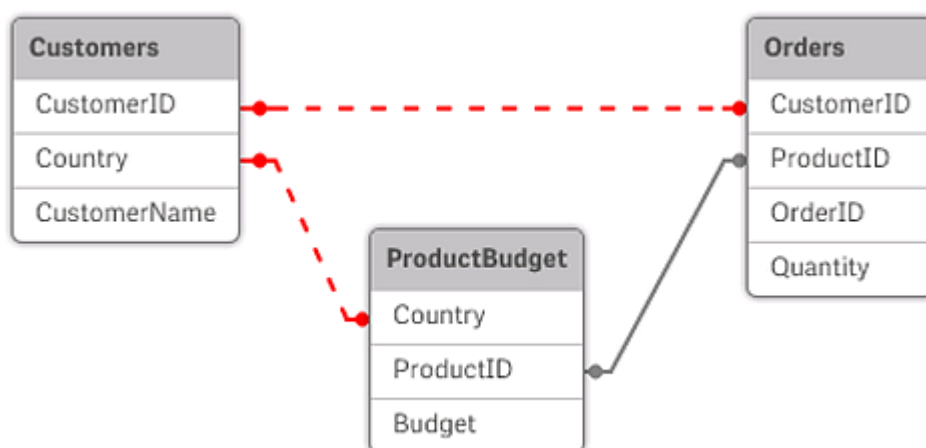 Customers
CustomerID
Country
CustomerName
Orders
CustomerID
ProductID
OrderID
Quantity
ProductBudget
Country
ProductID
Budget